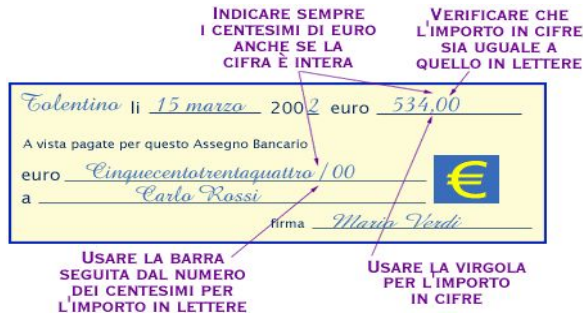 INDICARE SEMPRE
I CENTESIMI DI EURO
ANCHE SE LA
CIFRA È INTERA
VERIFICARE CHE
L'IMPORTO IN CIFRE
SIA UGUALE A
QUELLO IN LETTERE
Tolentino li 15 marzo 2002 euro 534,00
A vista pagate per questo Assegno Bancario
euro Cinquecentotrentaquattro / 00
a Carlo Rossi
€
firma Mario Verdi
USARE LA BARRA
SEGUITA DAL NUMERO
DEI CENTESIMI PER
L'IMPORTO IN LETTERE
USARE LA VIRGOLA
PER L'IMPORTO
IN CIFRE